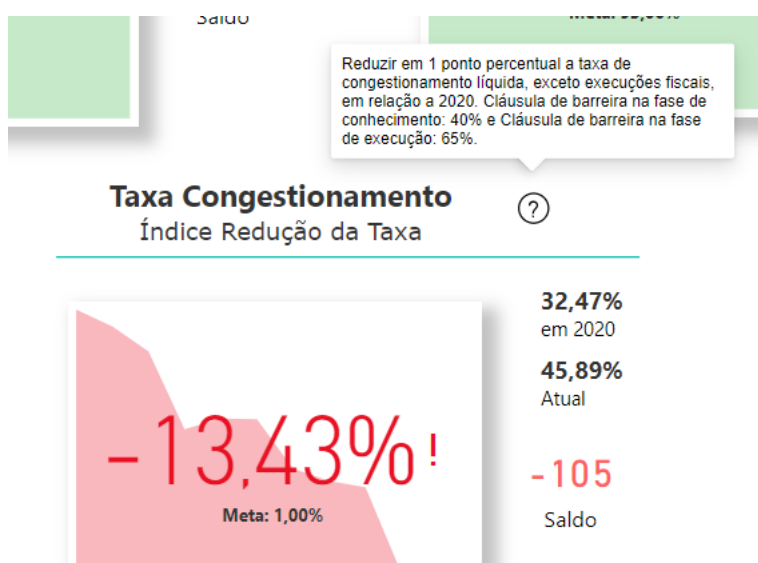 Saldo
Reduzir em 1 ponto percentual a taxa de
congestionamento líquida, exceto execuções fiscais,
em relação a 2020. Cláusula de barreira na fase de
conhecimento: 40% e Cláusula de barreira na fase
de execução: 65%.
Taxa Congestionamento
Índice Redução da Taxa
?
32,47%
em 2020
45,89%
Atual
-13,43%!
Meta: 1,00%
-105
Saldo